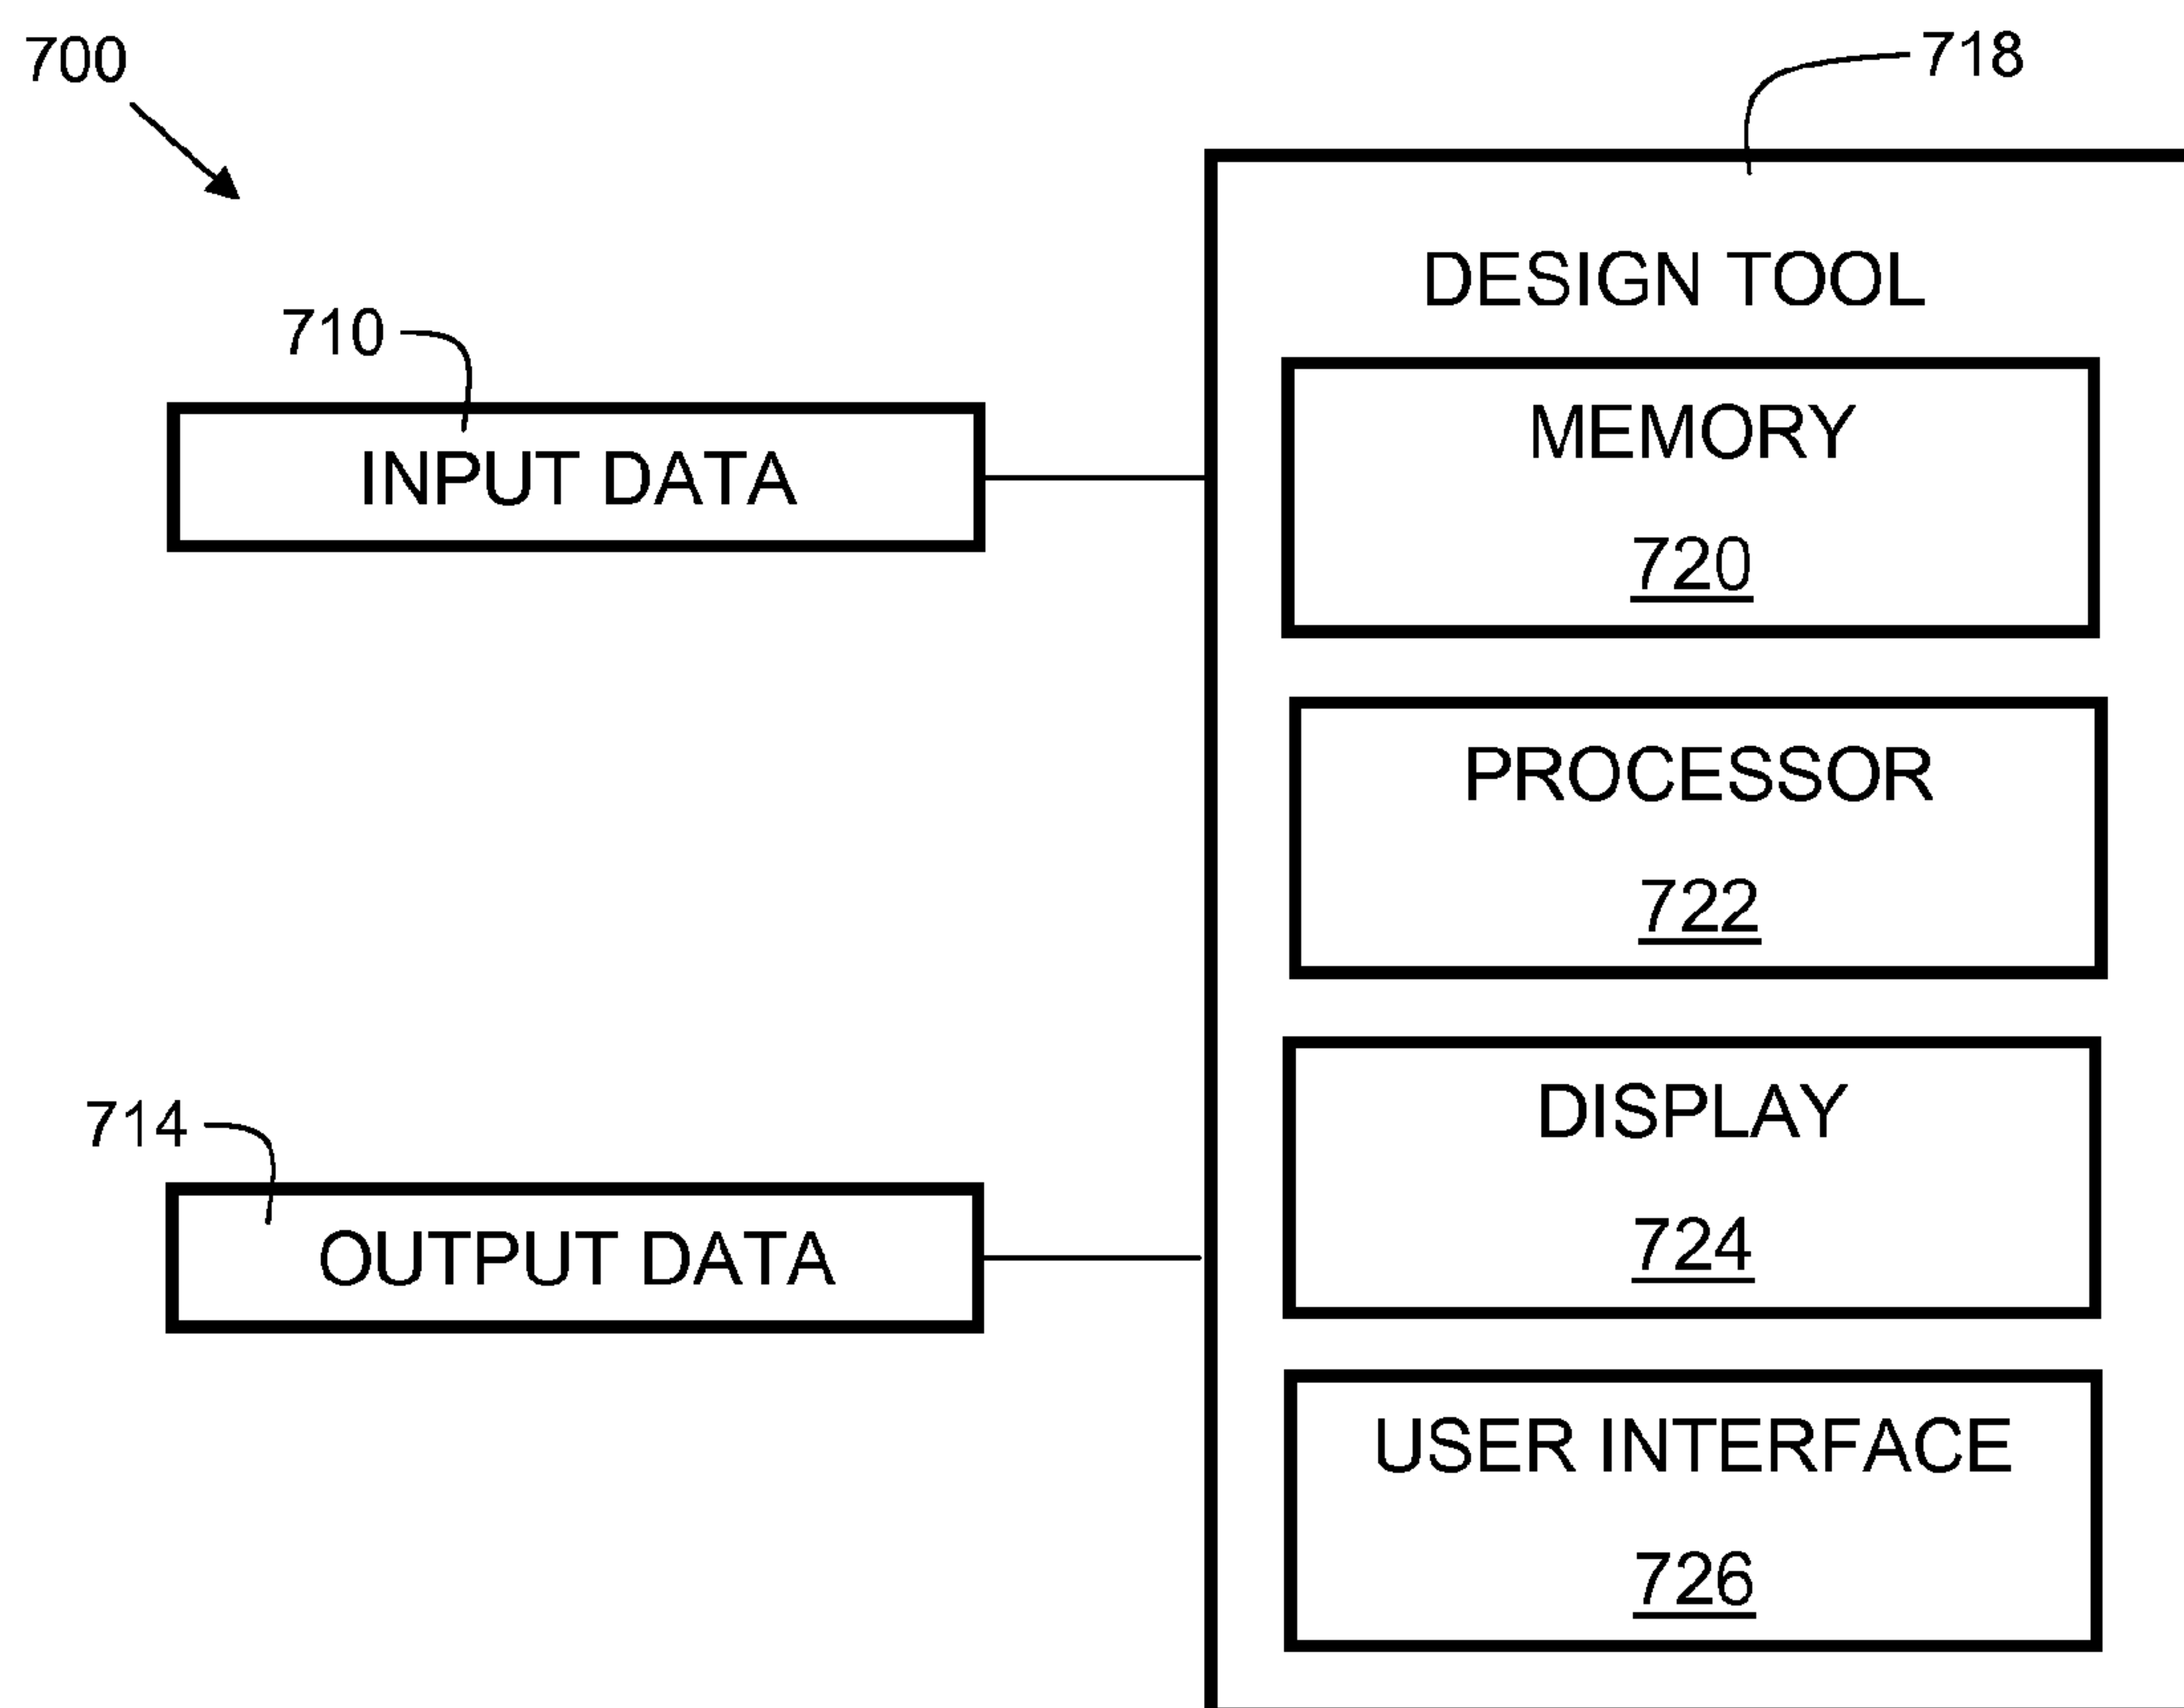 700
718
DESIGN TOOL
710
INPUT DATA
MEMORY
720
PROCESSOR
722
714
OUTPUT DATA
DISPLAY
724
USER INTERFACE
726